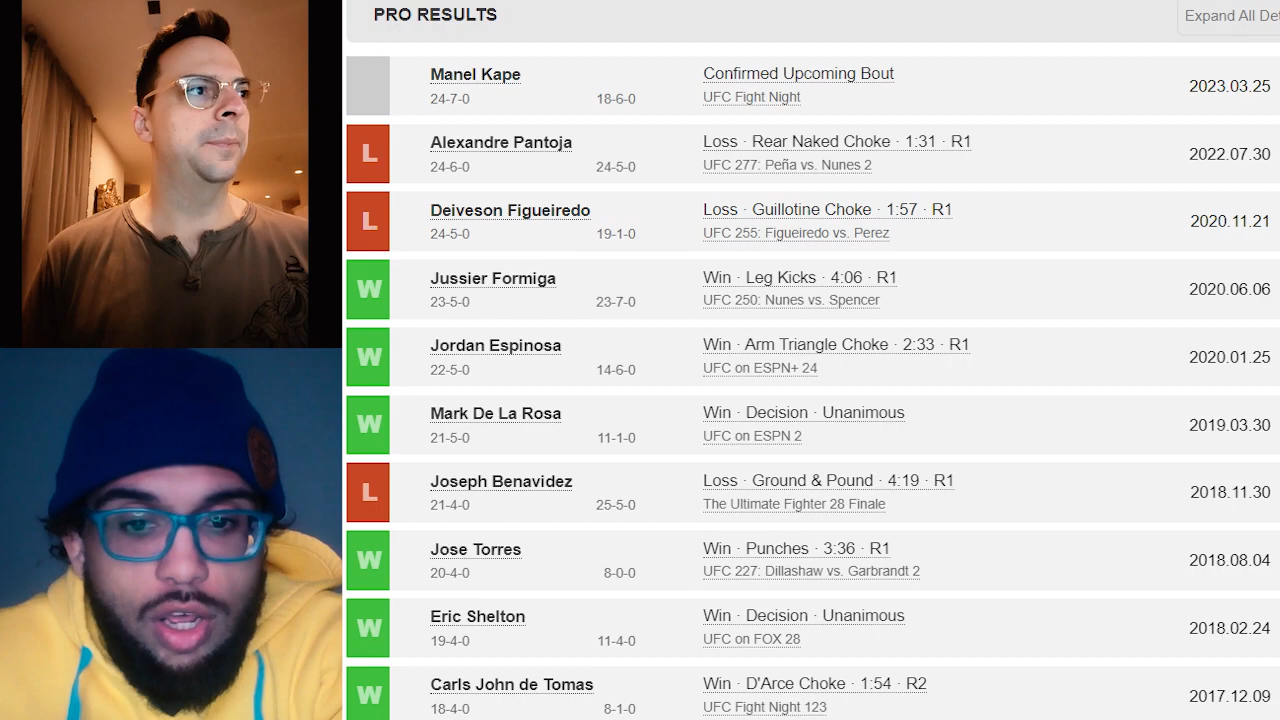 PRO RESULTS
Expand All Det
Manel Kape
24-7-0
18-6-0
Confirmed Upcoming Bout
UFC Fight Night
2023.03.25
L
Alexandre Pantoja
24-6-0
24-5-0
Loss · Rear Naked Choke · 1:31 · R1
UFC 277: Peña vs. Nunes 2
2022.07.30
L
Deiveson Figueiredo
24-5-0
19-1-0
Loss · Guillotine Choke · 1:57 · R1
UFC 255: Figueiredo vs. Perez
2020.11.21
W
Jussier Formiga
23-5-0
23-7-0
Win · Leg Kicks · 4:06 · R1
UFC 250: Nunes vs. Spencer
2020.06.06
W
Jordan Espinosa
22-5-0
14-6-0
Win · Arm Triangle Choke · 2:33 · R1
UFC on ESPN+ 24
2020.01.25
W
Mark De La Rosa
21-5-0
11-1-0
Win · Decision · Unanimous
UFC on ESPN 2
2019.03.30
L
Joseph Benavidez
21-4-0
25-5-0
Loss · Ground & Pound · 4:19 · R1
The Ultimate Fighter 28 Finale
2018.11.30
W
Jose Torres
20-4-0
8-0-0
Win · Punches · 3:36 · R1
UFC 227: Dillashaw vs. Garbrandt 2
2018.08.04
W
Eric Shelton
19-4-0
11-4-0
Win · Decision · Unanimous
UFC on FOX 28
2018.02.24
W
Carls John de Tomas
18-4-0
8-1-0
Win · D'Arce Choke · 1:54 · R2
UFC Fight Night 123
2017.12.09